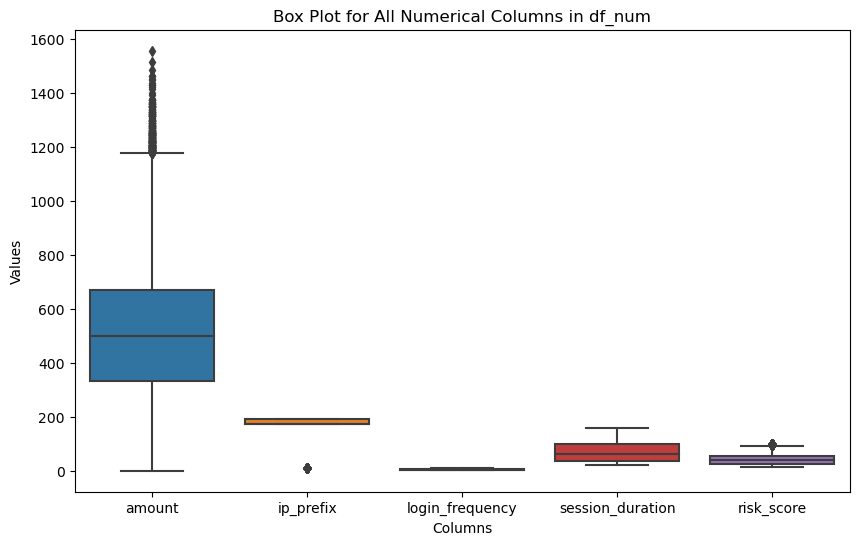 Box Plot for All Numerical Columns in df_num
1600
1400
1200
1000
800
600
400
200
0
Values
amount
ip_prefix
login_frequency
session_duration
risk_score
Columns